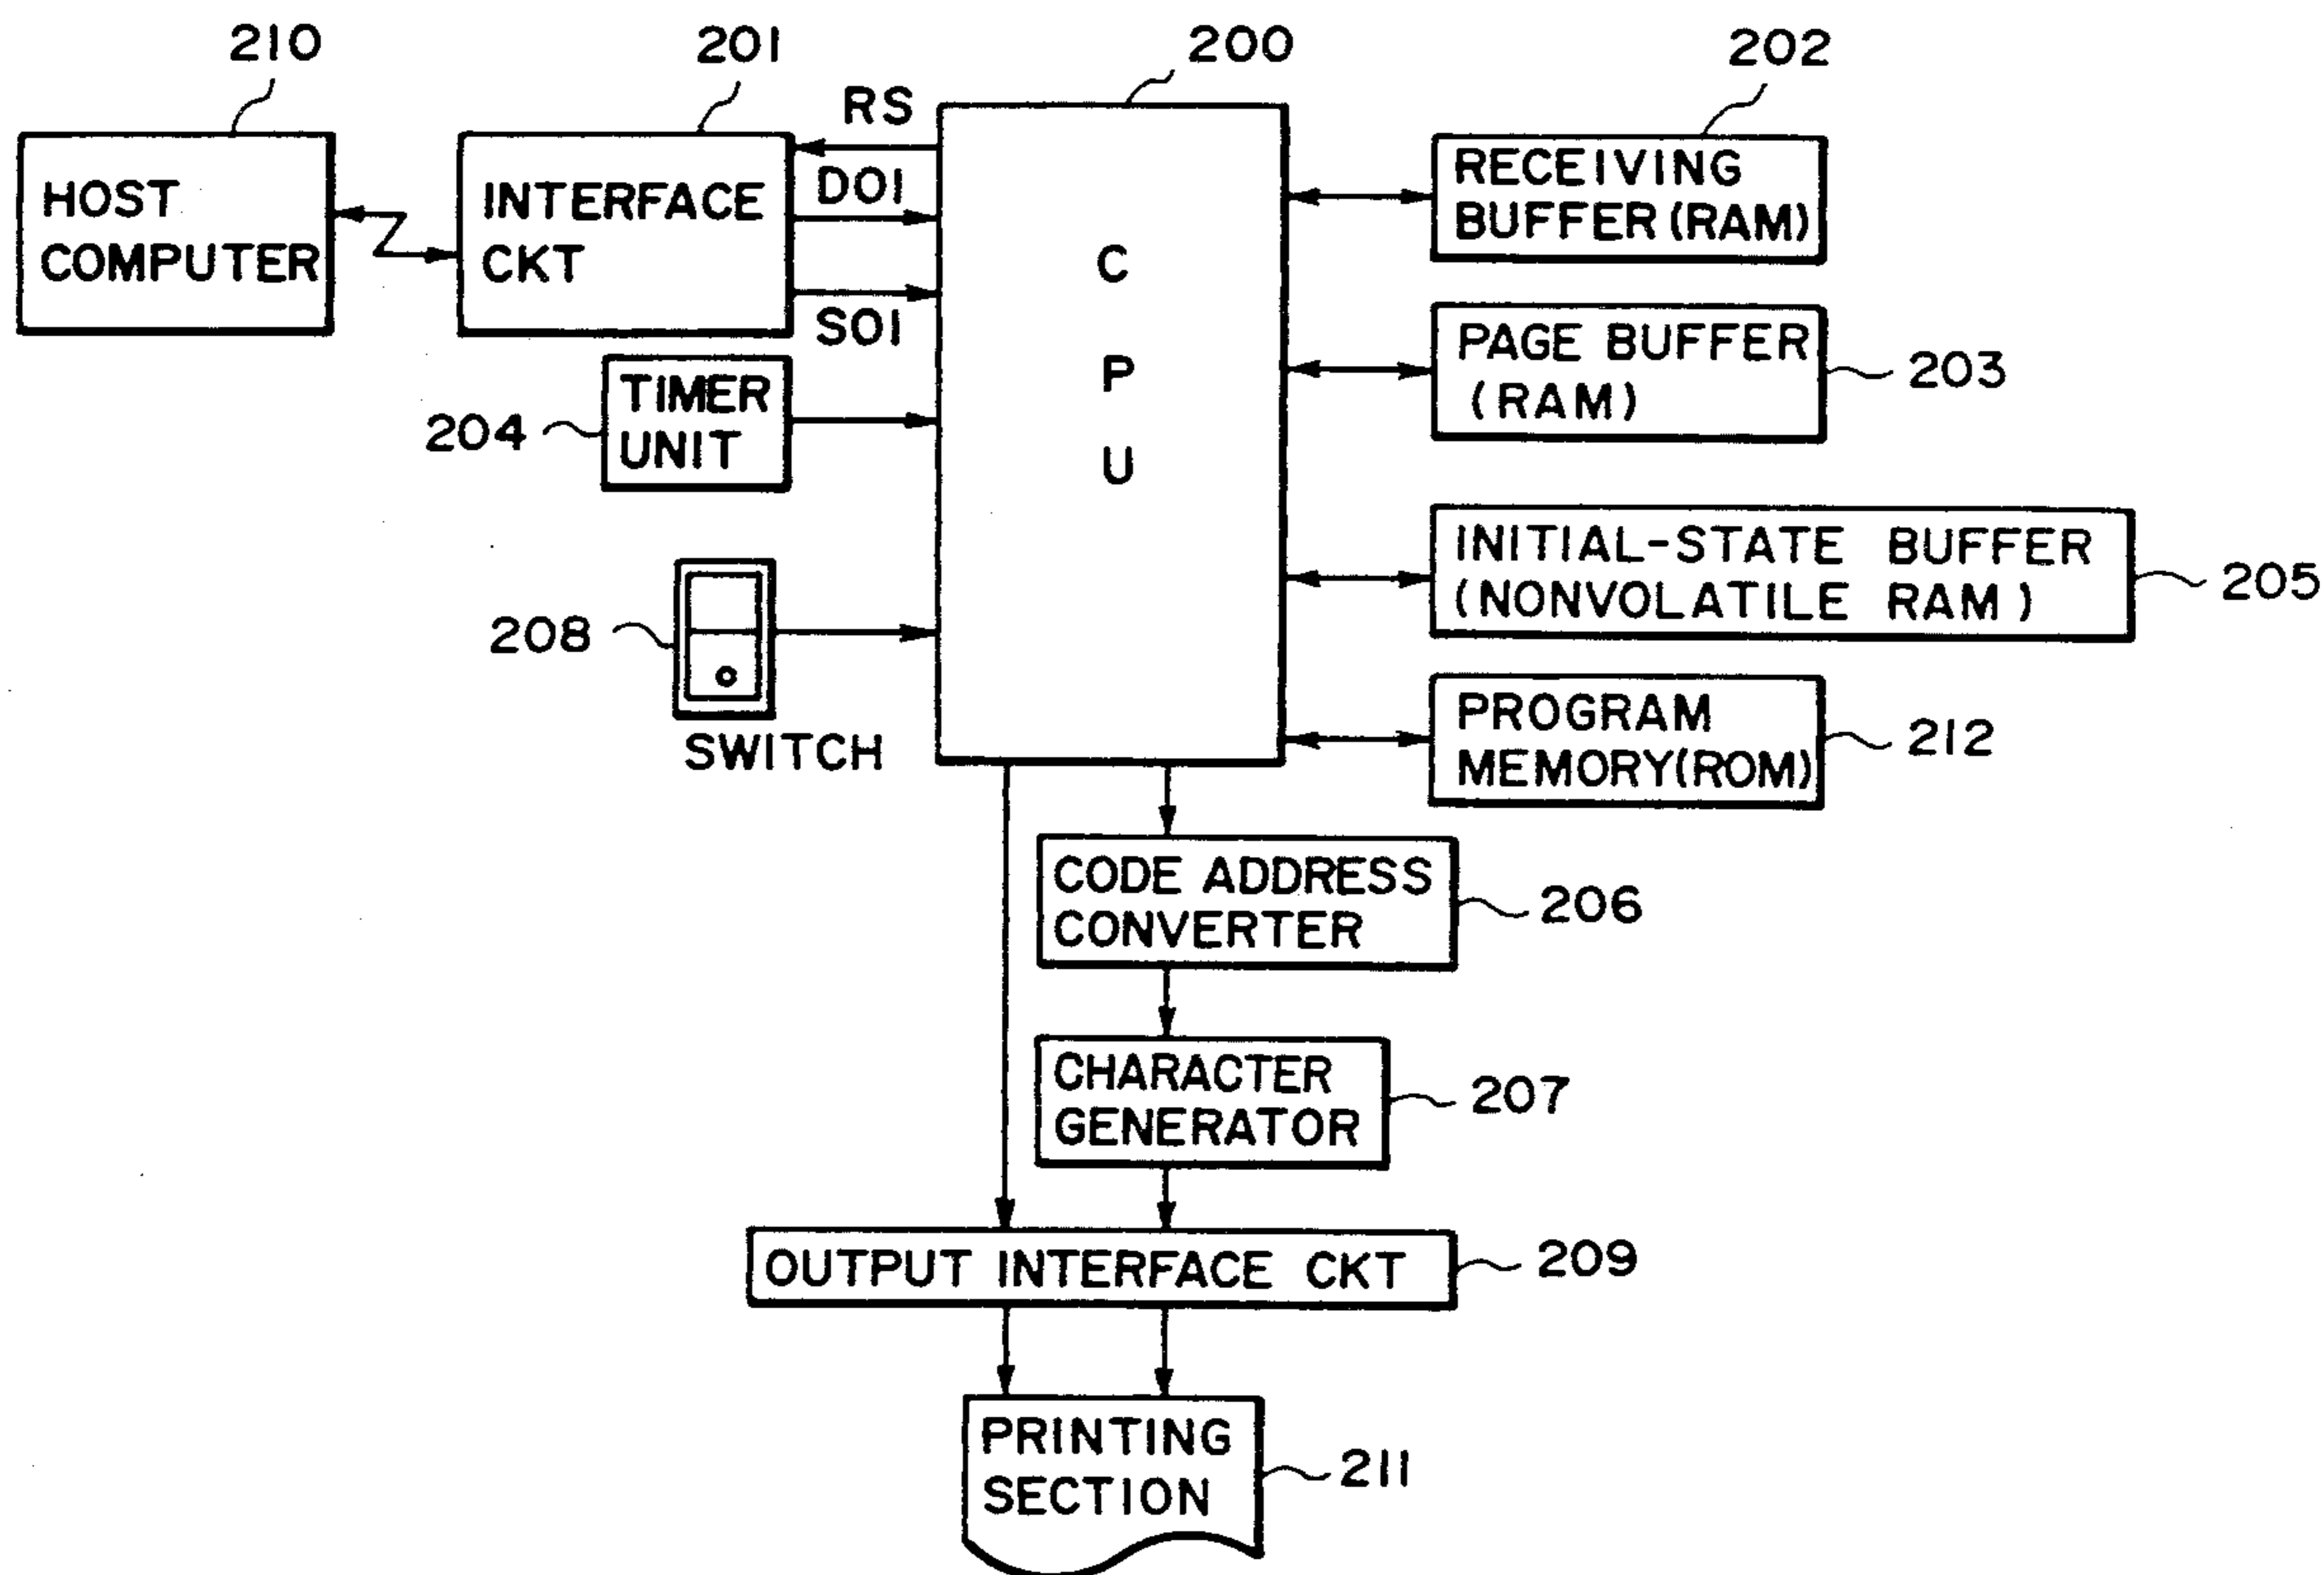 210
201
200
202
RS
HOST
COMPUTER
INTERFACE
CKT
DO1
SO1
C
P
U
RECEIVING
BUFFER (RAM)
PAGE BUFFER
(RAM)
203
TIMER
UNIT
204
INITIAL-STATE BUFFER
(NONVOLATILE RAM)
205
208
SWITCH
PROGRAM
MEMORY(ROM)
212
CODE ADDRESS
CONVERTER
206
CHARACTER
GENERATOR
207
OUTPUT INTERFACE CKT
209
PRINTING
SECTION
211